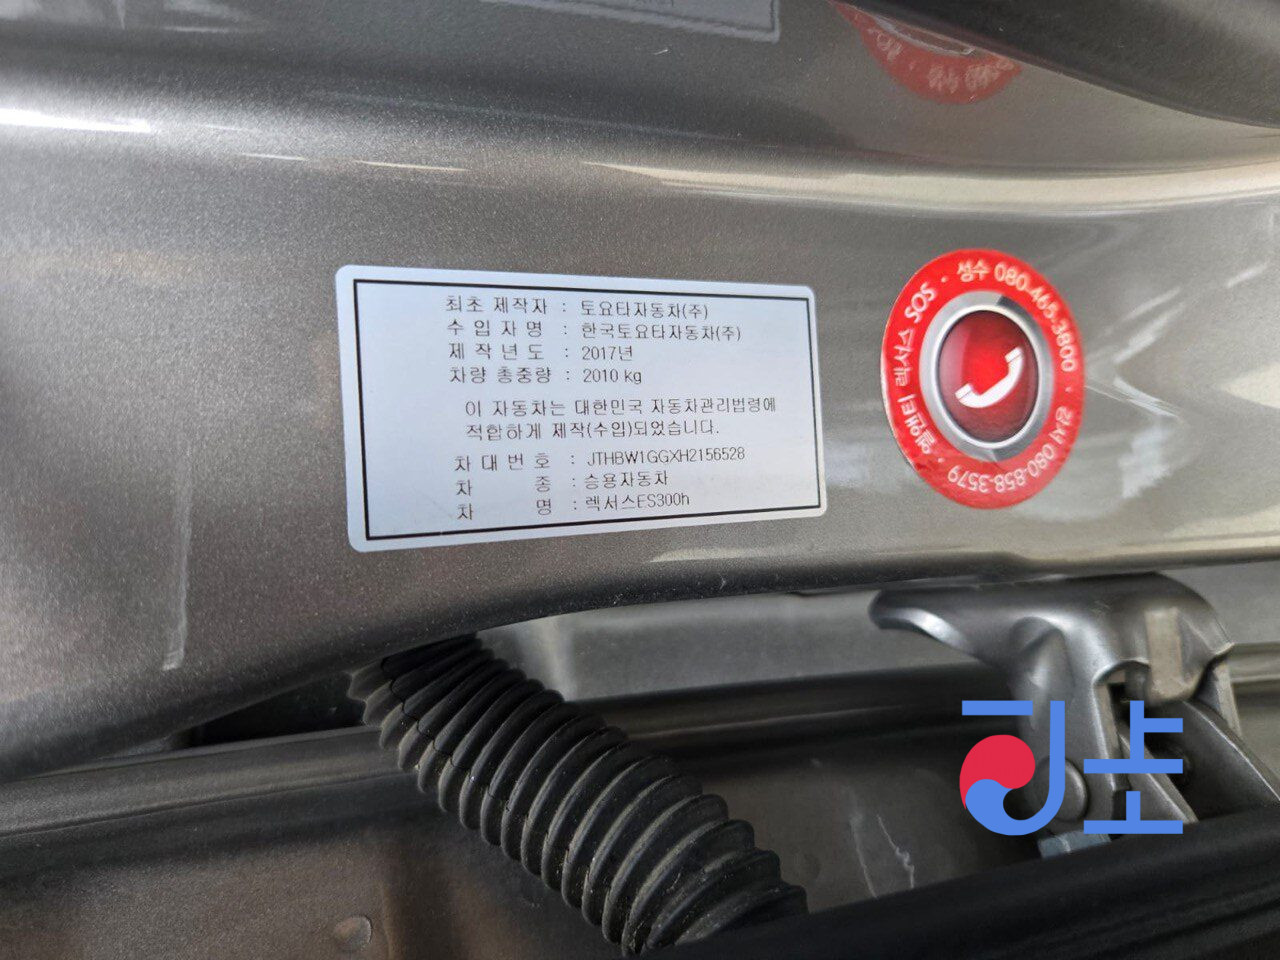 최초 제작자 : 토요타자동차(주)
수 입 자 명 : 한국토요타자동차(주)
제 작 년 도 : 2017년
차량 총중량 : 2010 kg
이 자동차는 대한민국 자동차관리법령에
적합하게 제작(수입)되었습니다.
차 대 번 호 : JTHBW1GGXH2156528
차 종 : 승용자동차
차 명 : 렉서스ES300h
엘앤티 렉서스 SOS · 성수 080-465-3800 · 강서 080-858-3579 ·